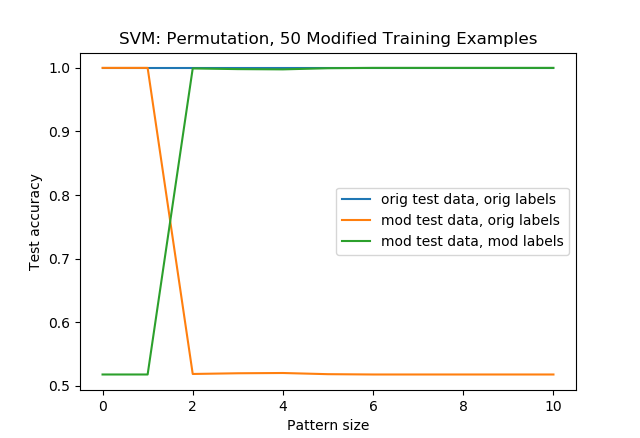 SVM: Permutation, 50 Modified Training Examples
1.0
0.9
0.8
0.7
0.6
0.5
Test accuracy
orig test data, orig labels
mod test data, orig labels
mod test data, mod labels
0 2 4 6 8 10
Pattern size